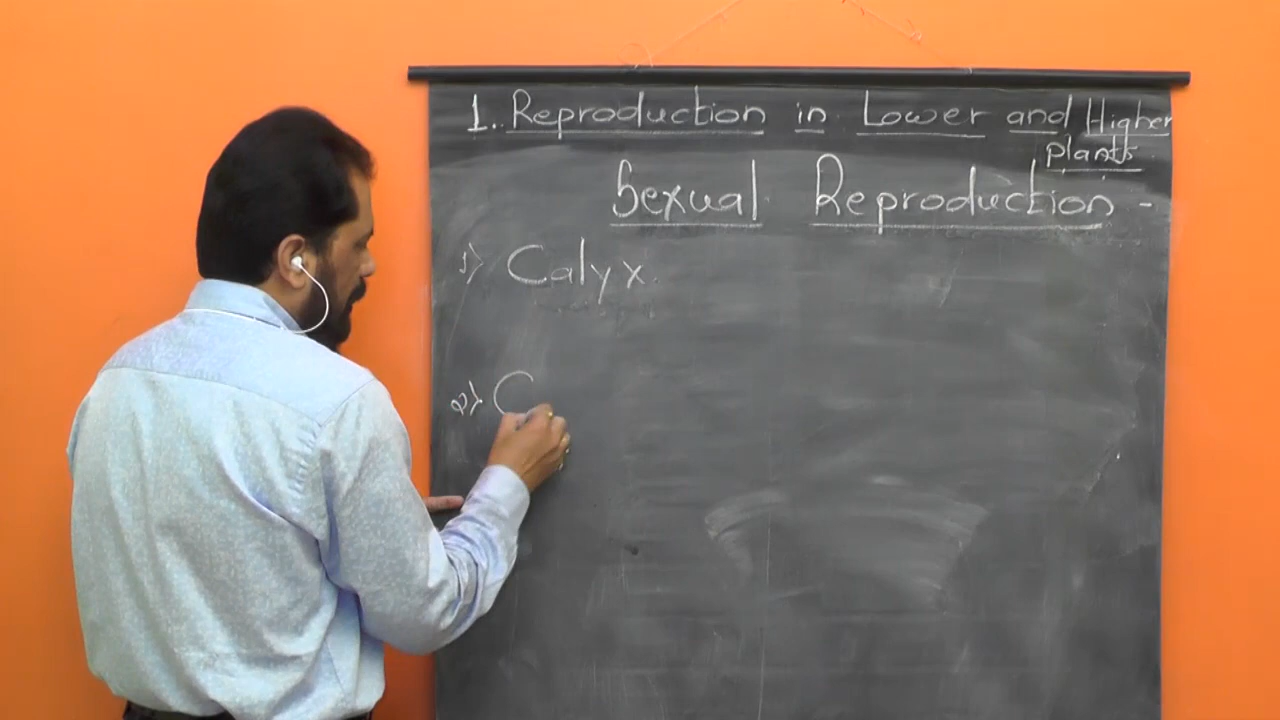 1. Reproduction in Lower and Higher
plants
Sexual Reproduction -
1) Calyx
2) C